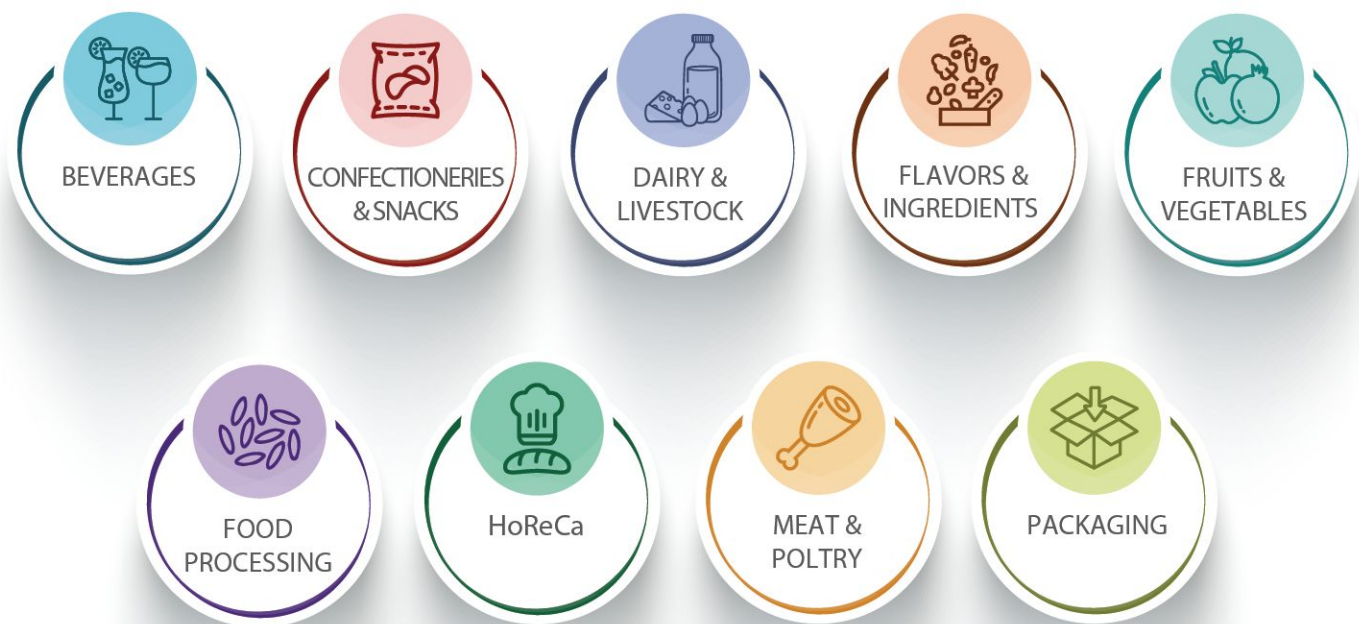 BEVERAGES
CONFECTIONERIES
& SNACKS
DAIRY &
LIVESTOCK
FLAVORS &
INGREDIENTS
FRUITS &
VEGETABLES
FOOD
PROCESSING
HoReCa
MEAT &
POLTRY
PACKAGING